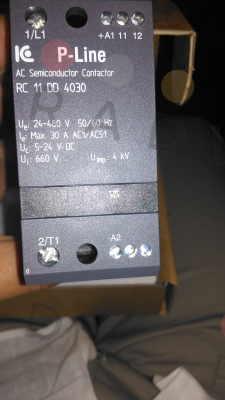 1/L1 +A1 11 12
IC P-Line
AC Semiconductor Contactor
RC 11 DD 4030
Ue: 24-480 V 50/60 Hz
Ie: Max. 30 A AC1/AC51
Uc: 5-24 V DC
Ui: 660 V Uimp: 4 kV
2/T1 -A2